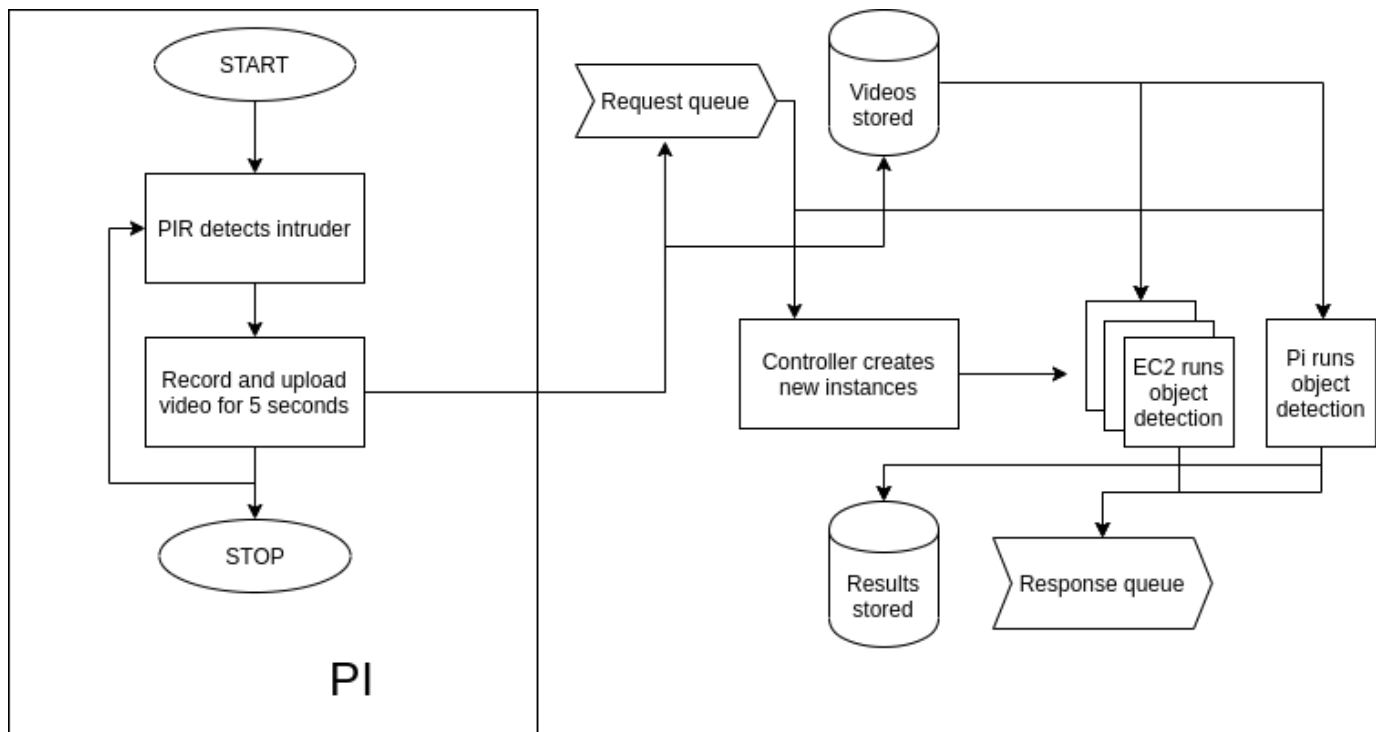 START
PIR detects intruder
Record and upload
video for 5 seconds
STOP
PI
Request queue
Videos
stored
Controller creates
new instances
EC2 runs
object
detection
Pi runs
object
detection
Results
stored
Response queue